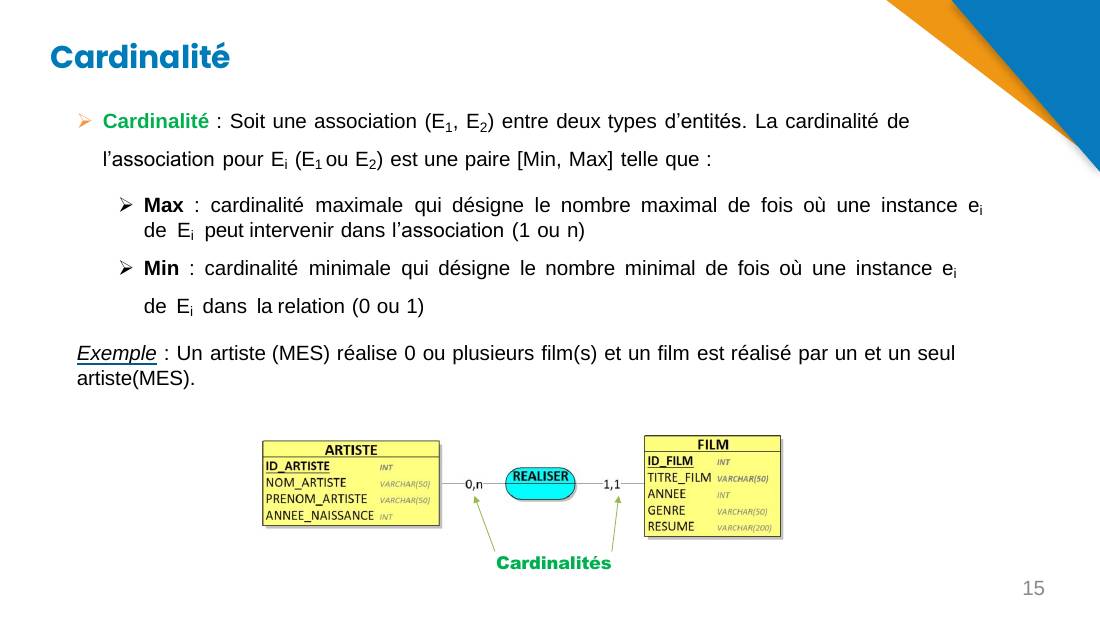 Cardinalité
➢ Cardinalité : Soit une association (E1, E2) entre deux types d’entités. La cardinalité de
l’association pour Ei (E1 ou E2) est une paire [Min, Max] telle que :
➢ Max : cardinalité maximale qui désigne le nombre maximal de fois où une instance ei
de Ei peut intervenir dans l’association (1 ou n)
➢ Min : cardinalité minimale qui désigne le nombre minimal de fois où une instance ei
de Ei dans la relation (0 ou 1)
Exemple : Un artiste (MES) réalise 0 ou plusieurs film(s) et un film est réalisé par un et un seul
artiste(MES).
ARTISTE
ID_ARTISTE INT
NOM_ARTISTE VARCHAR(50)
PRENOM_ARTISTE VARCHAR(50)
ANNEE_NAISSANCE INT
0,n
REALISER
1,1
FILM
ID_FILM INT
TITRE_FILM VARCHAR(50)
ANNEE INT
GENRE VARCHAR(50)
RESUME VARCHAR(200)
Cardinalités
15